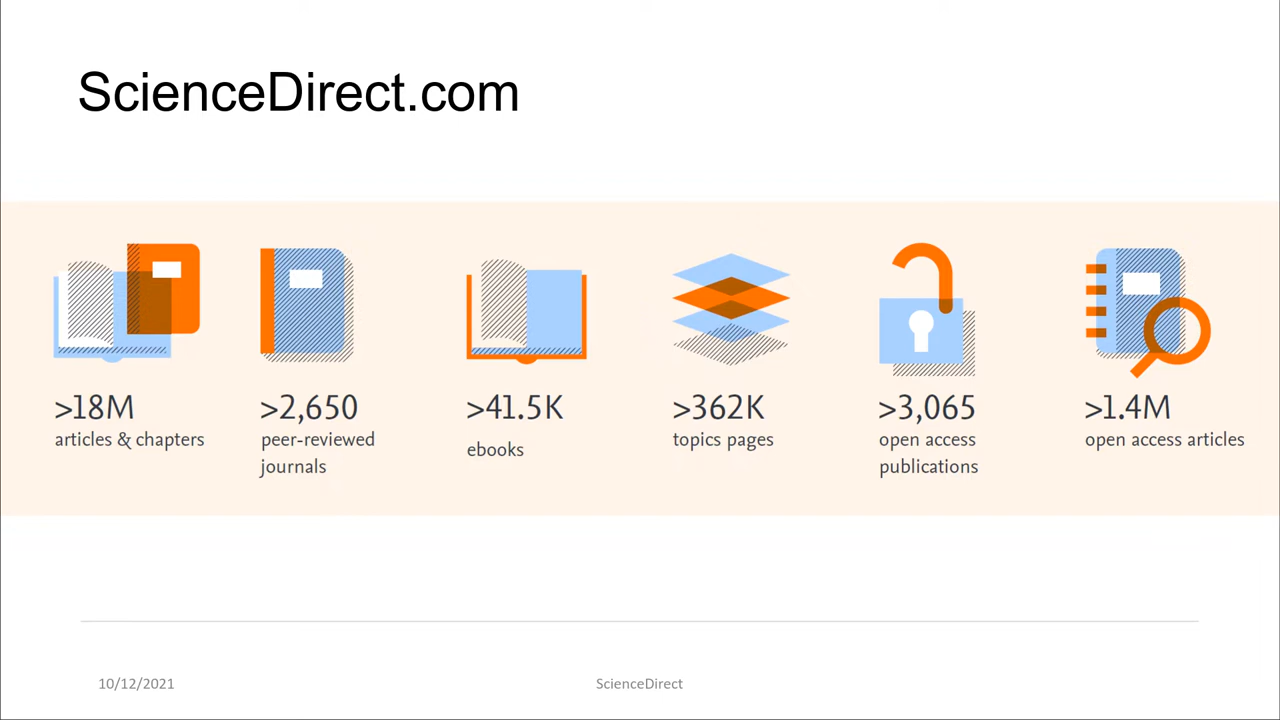 ScienceDirect.com
>18M
articles & chapters
>2,650
peer-reviewed
journals
>41.5K
ebooks
>362K
topics pages
>3,065
open access
publications
>1.4M
open access articles
10/12/2021
ScienceDirect